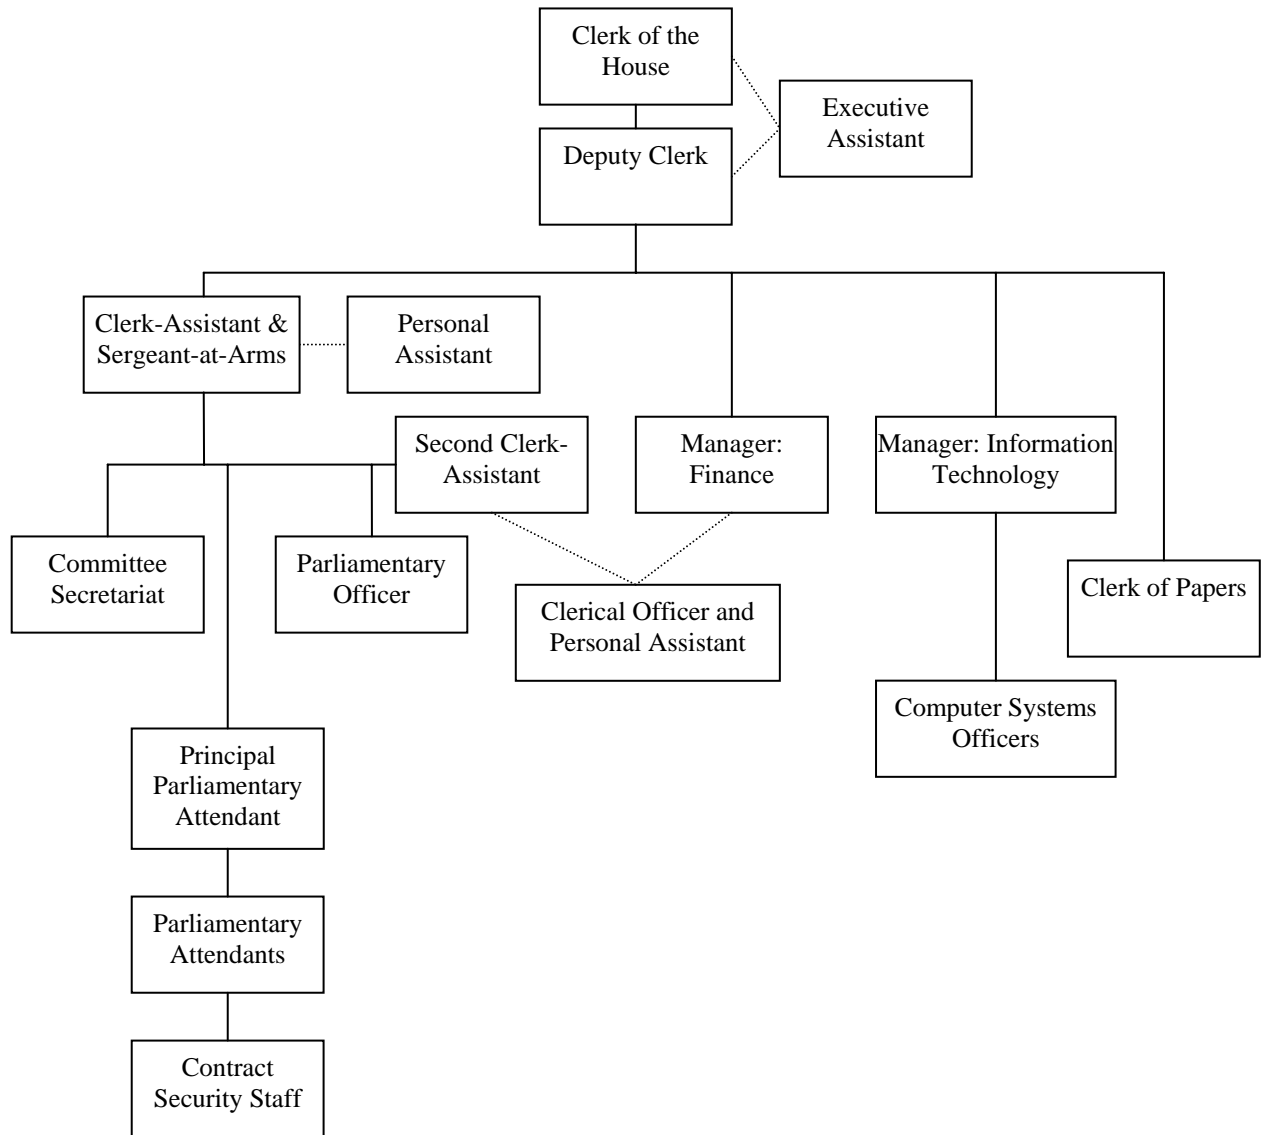 Clerk of the
House
Executive
Assistant
Deputy Clerk
Clerk-Assistant &
Sergeant-at-Arms
Personal
Assistant
Second Clerk-
Assistant
Manager:
Finance
Manager: Information
Technology
Committee
Secretariat
Parliamentary
Officer
Clerical Officer and
Personal Assistant
Clerk of Papers
Computer Systems
Officers
Principal
Parliamentary
Attendant
Parliamentary
Attendants
Contract
Security Staff